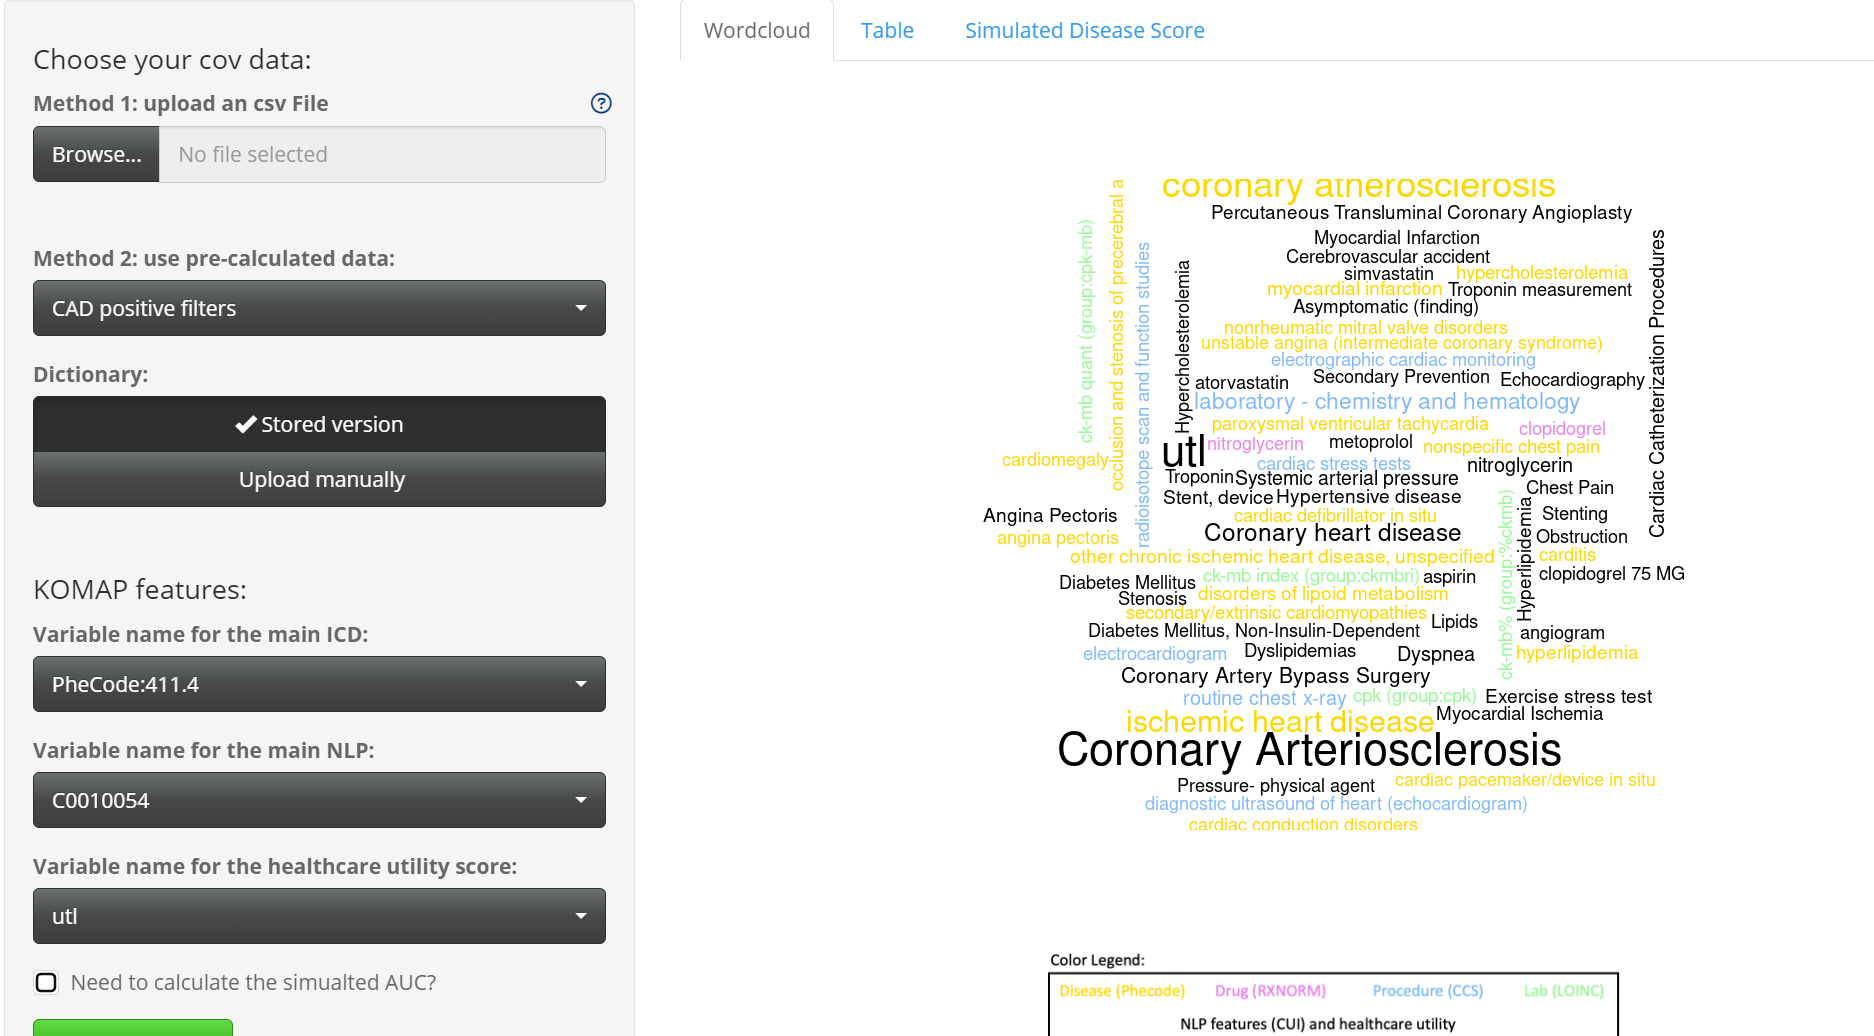 Choose your cov data:
Method 1: upload an csv File
Browse...
No file selected
Method 2: use pre-calculated data:
CAD positive filters
Dictionary:
Stored version
Upload manually
KOMAP features:
Variable name for the main ICD:
PheCode:411.4
Variable name for the main NLP:
C0010054
Variable name for the healthcare utility score:
utl
Need to calculate the simualted AUC?
Wordcloud
Table
Simulated Disease Score
coronary atherosclerosis
Percutaneous Transluminal Coronary Angioplasty
Myocardial Infarction
Cerebrovascular accident
simvastatin
hypercholesterolemia
myocardial infarction
Troponin measurement
Asymptomatic (finding)
nonrheumatic mitral valve disorders
unstable angina (intermediate coronary syndrome)
electrographic cardiac monitoring
atorvastatin
Secondary Prevention
Echocardiography
laboratory - chemistry and hematology
paroxysmal ventricular tachycardia
clopidogrel
utl
nitroglycerin
metoprolol
nonspecific chest pain
cardiomegaly
cardiac stress tests
nitroglycerin
Troponin
Systemic arterial pressure
Chest Pain
Stent, device
Hypertensive disease
Angina Pectoris
cardiac defibrillator in situ
Stenting
angina pectoris
Coronary heart disease
Obstruction
other chronic ischemic heart disease, unspecified
carditis
Diabetes Mellitus
ck-mb index (group:ckmbri)
aspirin
clopidogrel 75 MG
Stenosis
disorders of lipoid metabolism
secondary/extrinsic cardiomyopathies
Lipids
Diabetes Mellitus, Non-Insulin-Dependent
angiogram
electrocardiogram
Dyslipidemias
Dyspnea
hyperlipidemia
Coronary Artery Bypass Surgery
routine chest x-ray
cpk (group:cpk)
Exercise stress test
ischemic heart disease
Myocardial Ischemia
Coronary Arteriosclerosis
Pressure- physical agent
cardiac pacemaker/device in situ
diagnostic ultrasound of heart (echocardiogram)
cardiac conduction disorders
ck-mb quant (group:cpk-mb)
occlusion and stenosis of precerebral a
radioisotope scan and function studies
Hypercholesterolemia
ck-mb% (group:%ckmb)
Hyperlipidemia
Cardiac Catheterization Procedures
Color Legend:
Disease (Phecode)
Drug (RXNORM)
Procedure (CCS)
Lab (LOINC)
NLP features (CUI) and healthcare utility